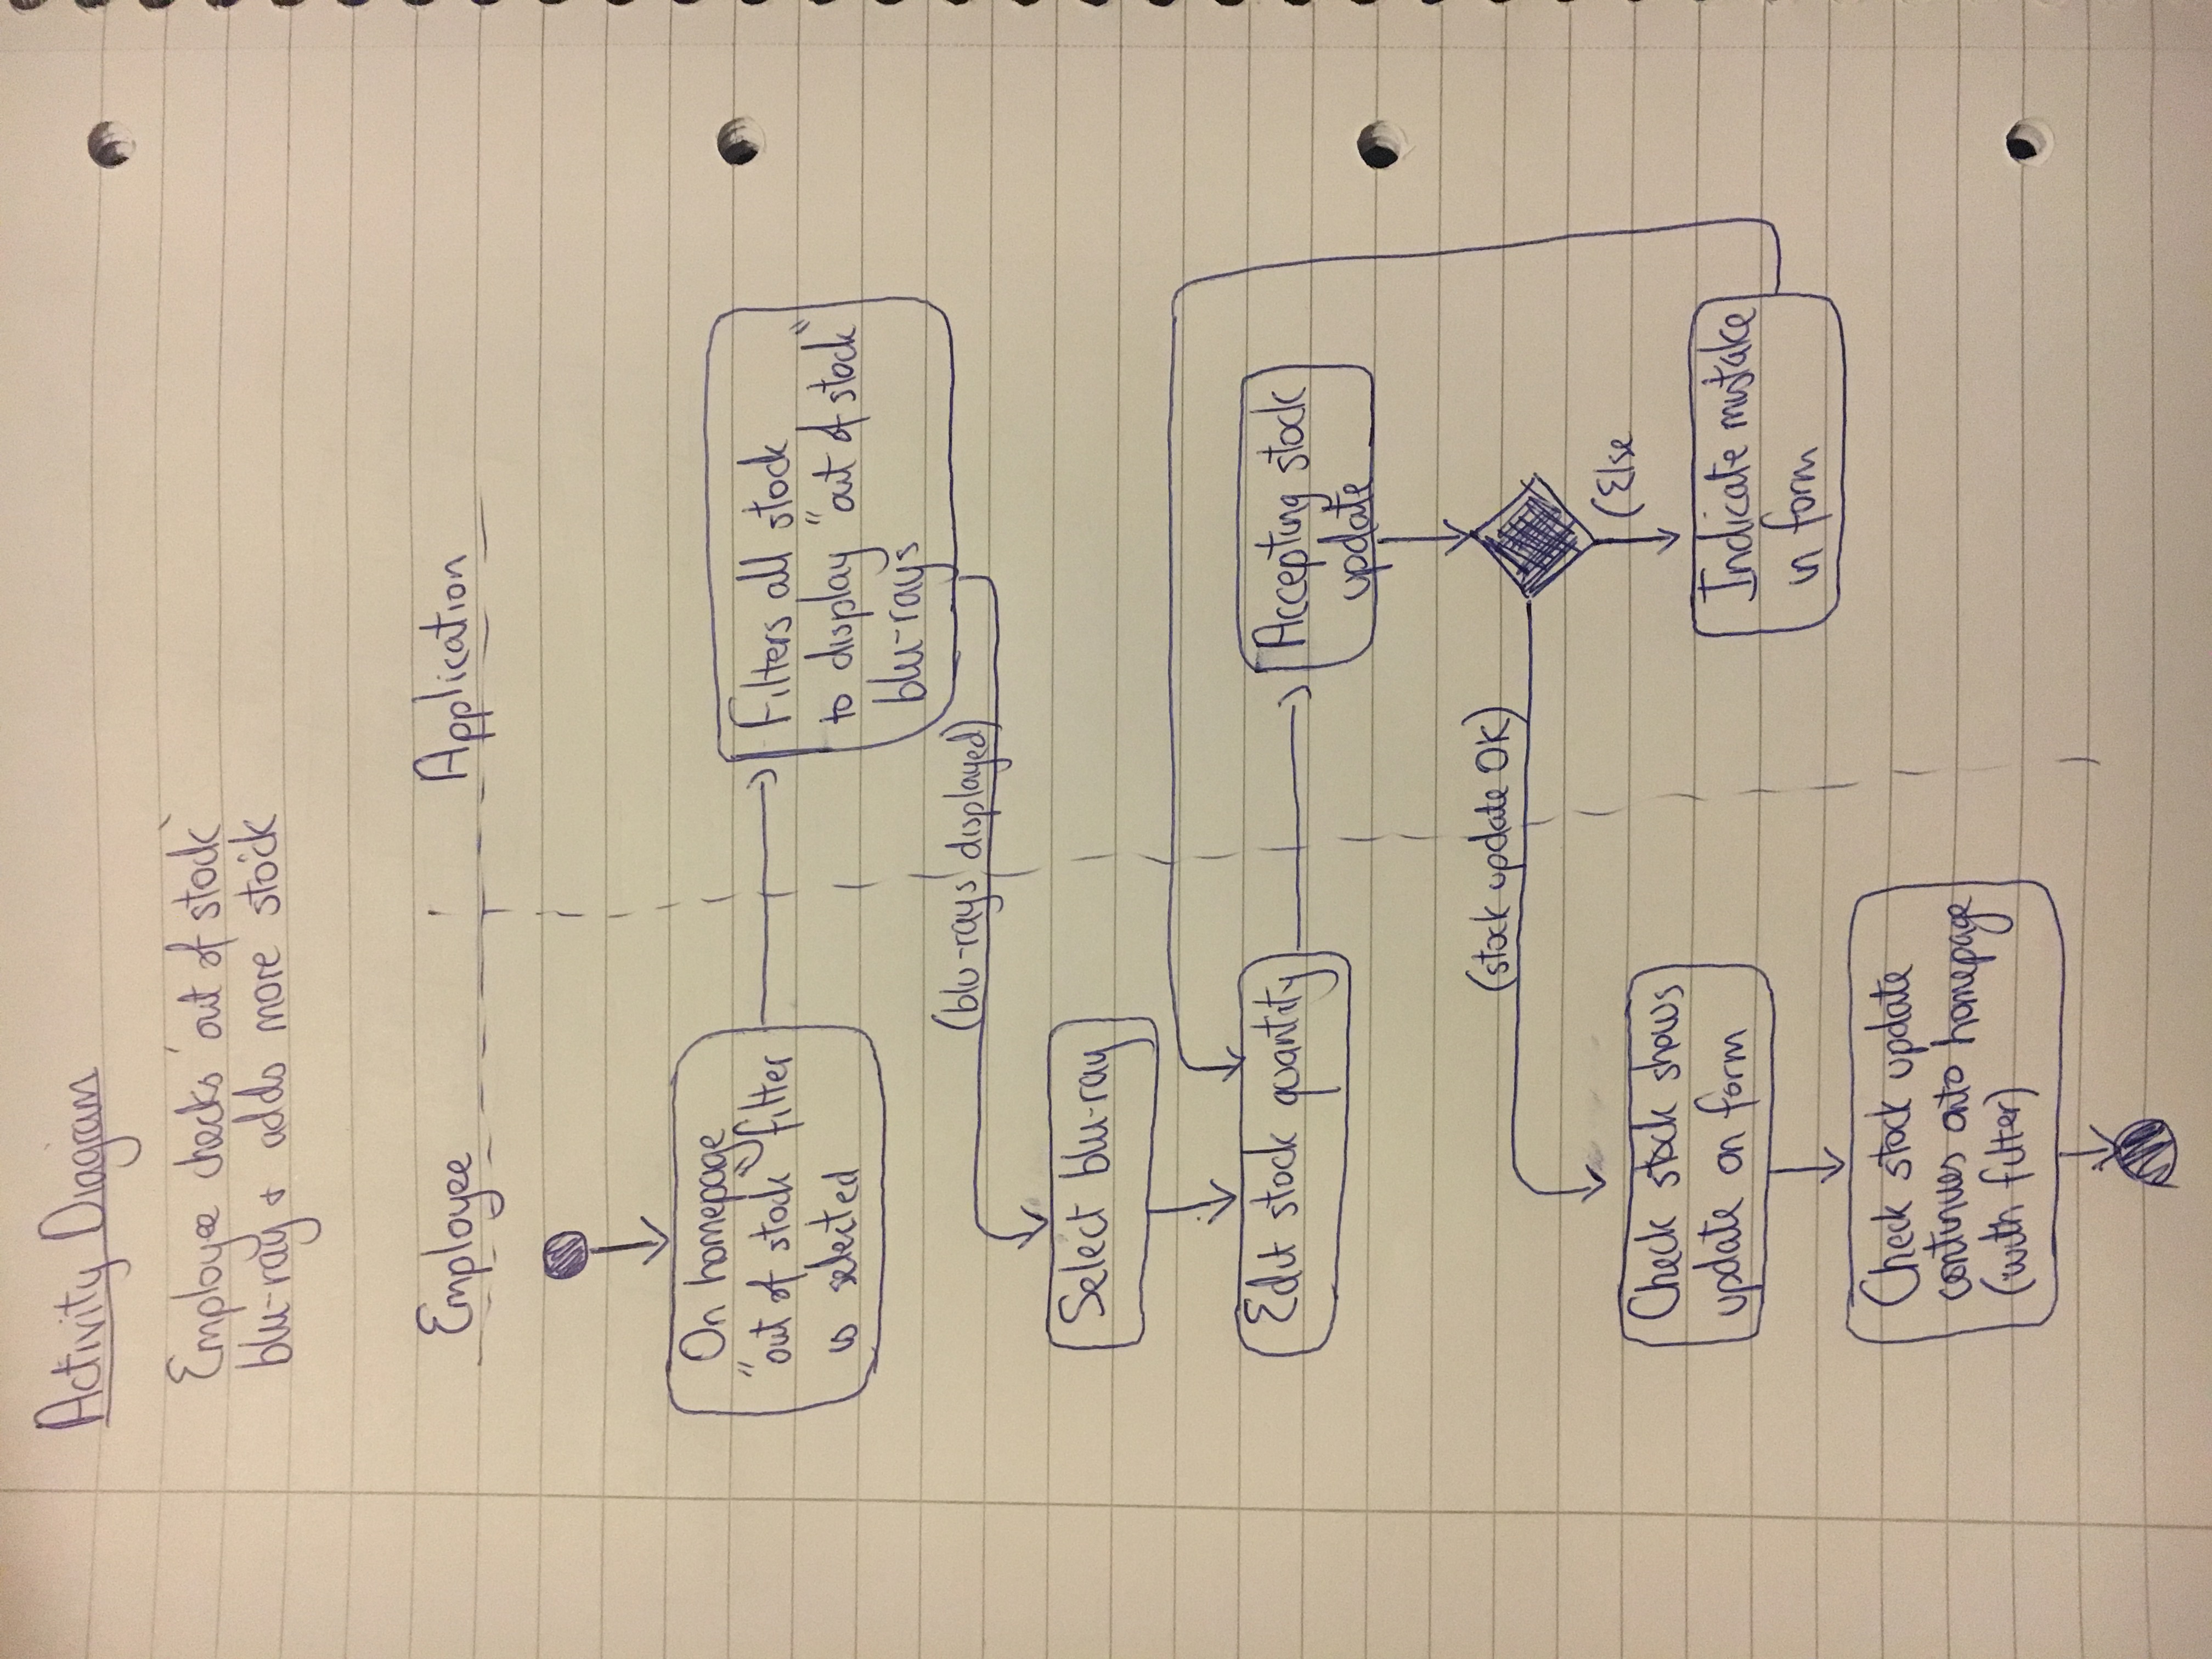 Activity Diagram
Employee checks 'out of stock'
blu-ray & adds more stock
Employee
Application
On homepage
"out of stock" filter
is selected
Filters all stock
to display "out of stock"
blu-rays
(blu-rays displayed)
Select blu-ray
Edit stock quantity
Accepting stock
update
(stock update OK)
(Else
Check stock shows
update on form
Indicate mistake
in form
Check stock update
continues onto homepage
(with filter)